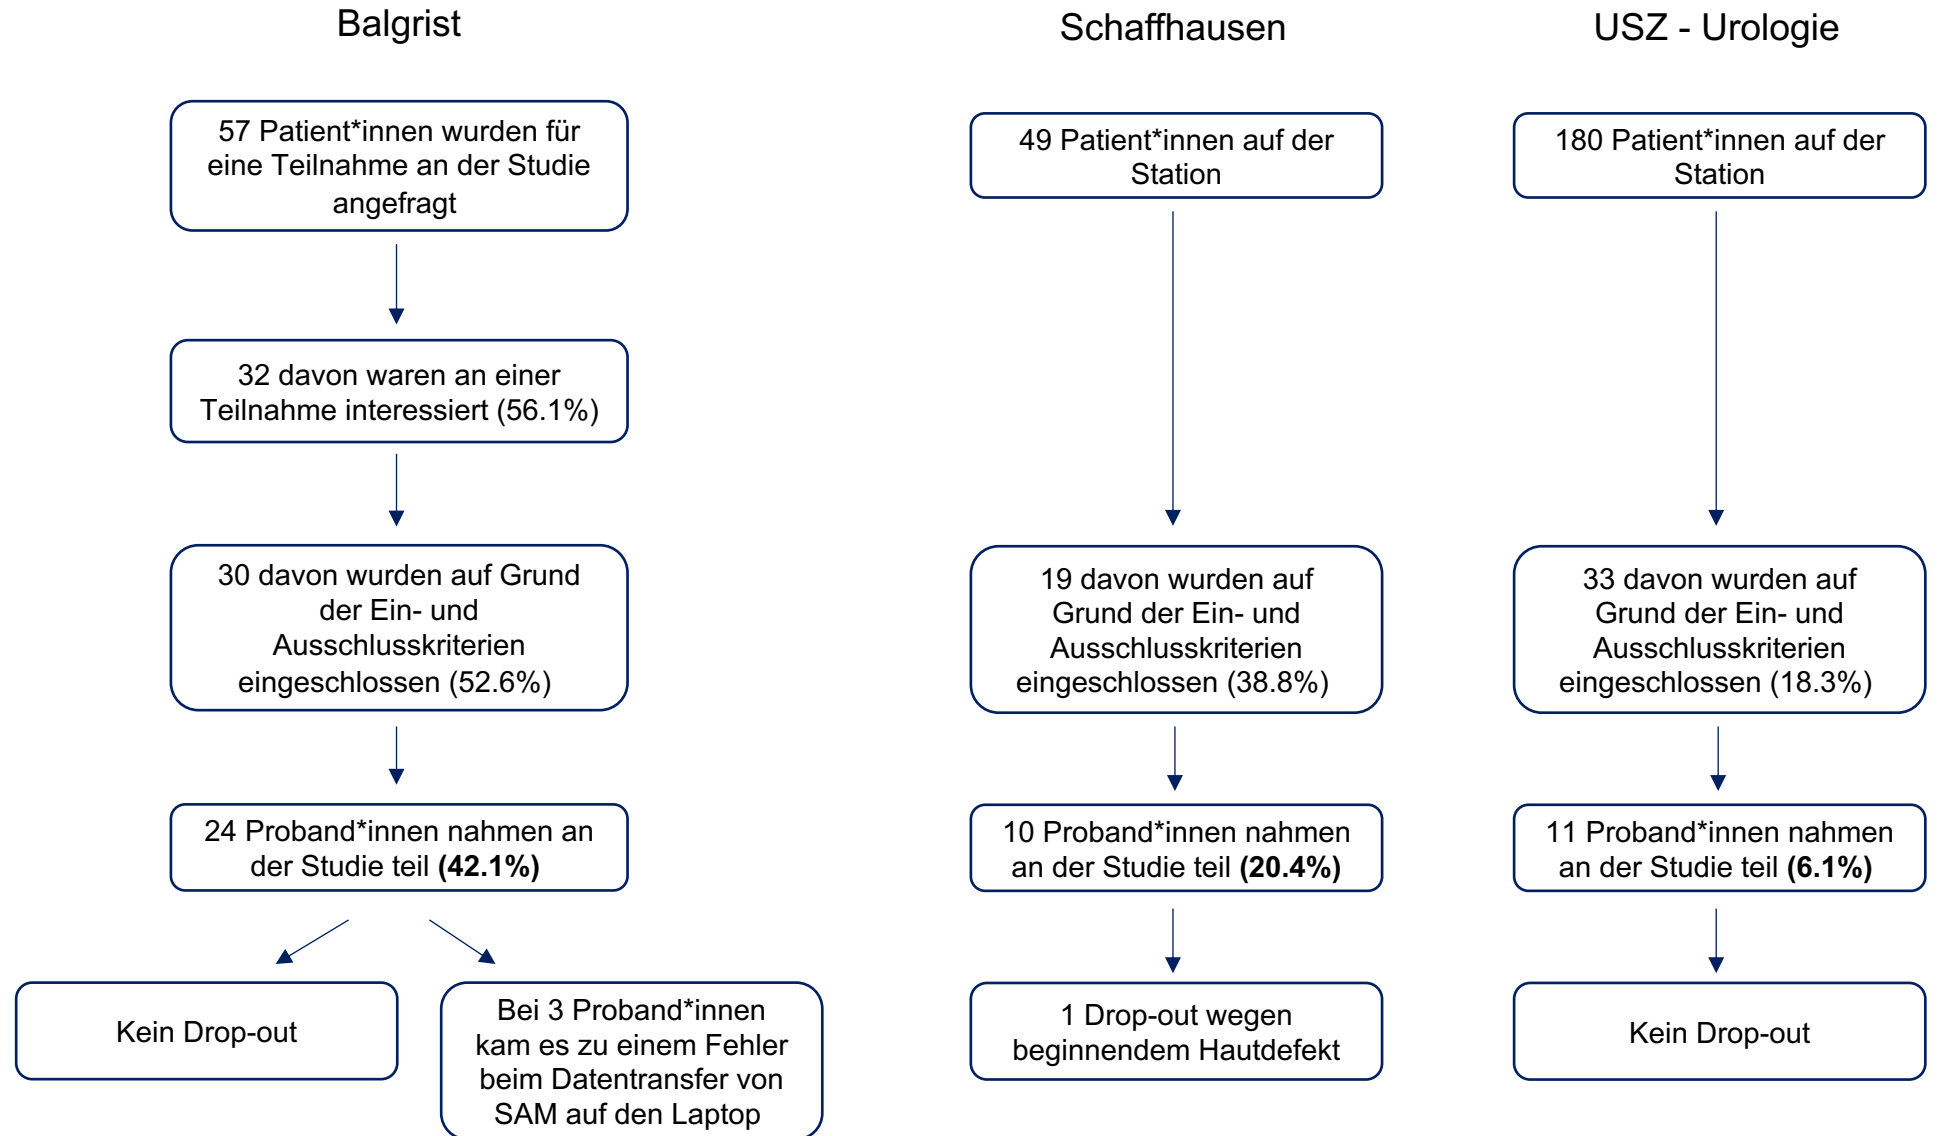 Balgrist
57 Patient*innen wurden für
eine Teilnahme an der Studie
angefragt
32 davon waren an einer
Teilnahme interessiert (56.1%)
30 davon wurden auf Grund
der Ein- und
Ausschlusskriterien
eingeschlossen (52.6%)
24 Proband*innen nahmen an
der Studie teil (42.1%)
Kein Drop-out
Bei 3 Proband*innen
kam es zu einem Fehler
beim Datentransfer von
SAM auf den Laptop
Schaffhausen
49 Patient*innen auf der
Station
19 davon wurden auf
Grund der Ein- und
Ausschlusskriterien
eingeschlossen (38.8%)
10 Proband*innen nahmen
an der Studie teil (20.4%)
1 Drop-out wegen
beginnendem Hautdefekt
USZ - Urologie
180 Patient*innen auf der
Station
33 davon wurden auf
Grund der Ein- und
Ausschlusskriterien
eingeschlossen (18.3%)
11 Proband*innen nahmen
an der Studie teil (6.1%)
Kein Drop-out